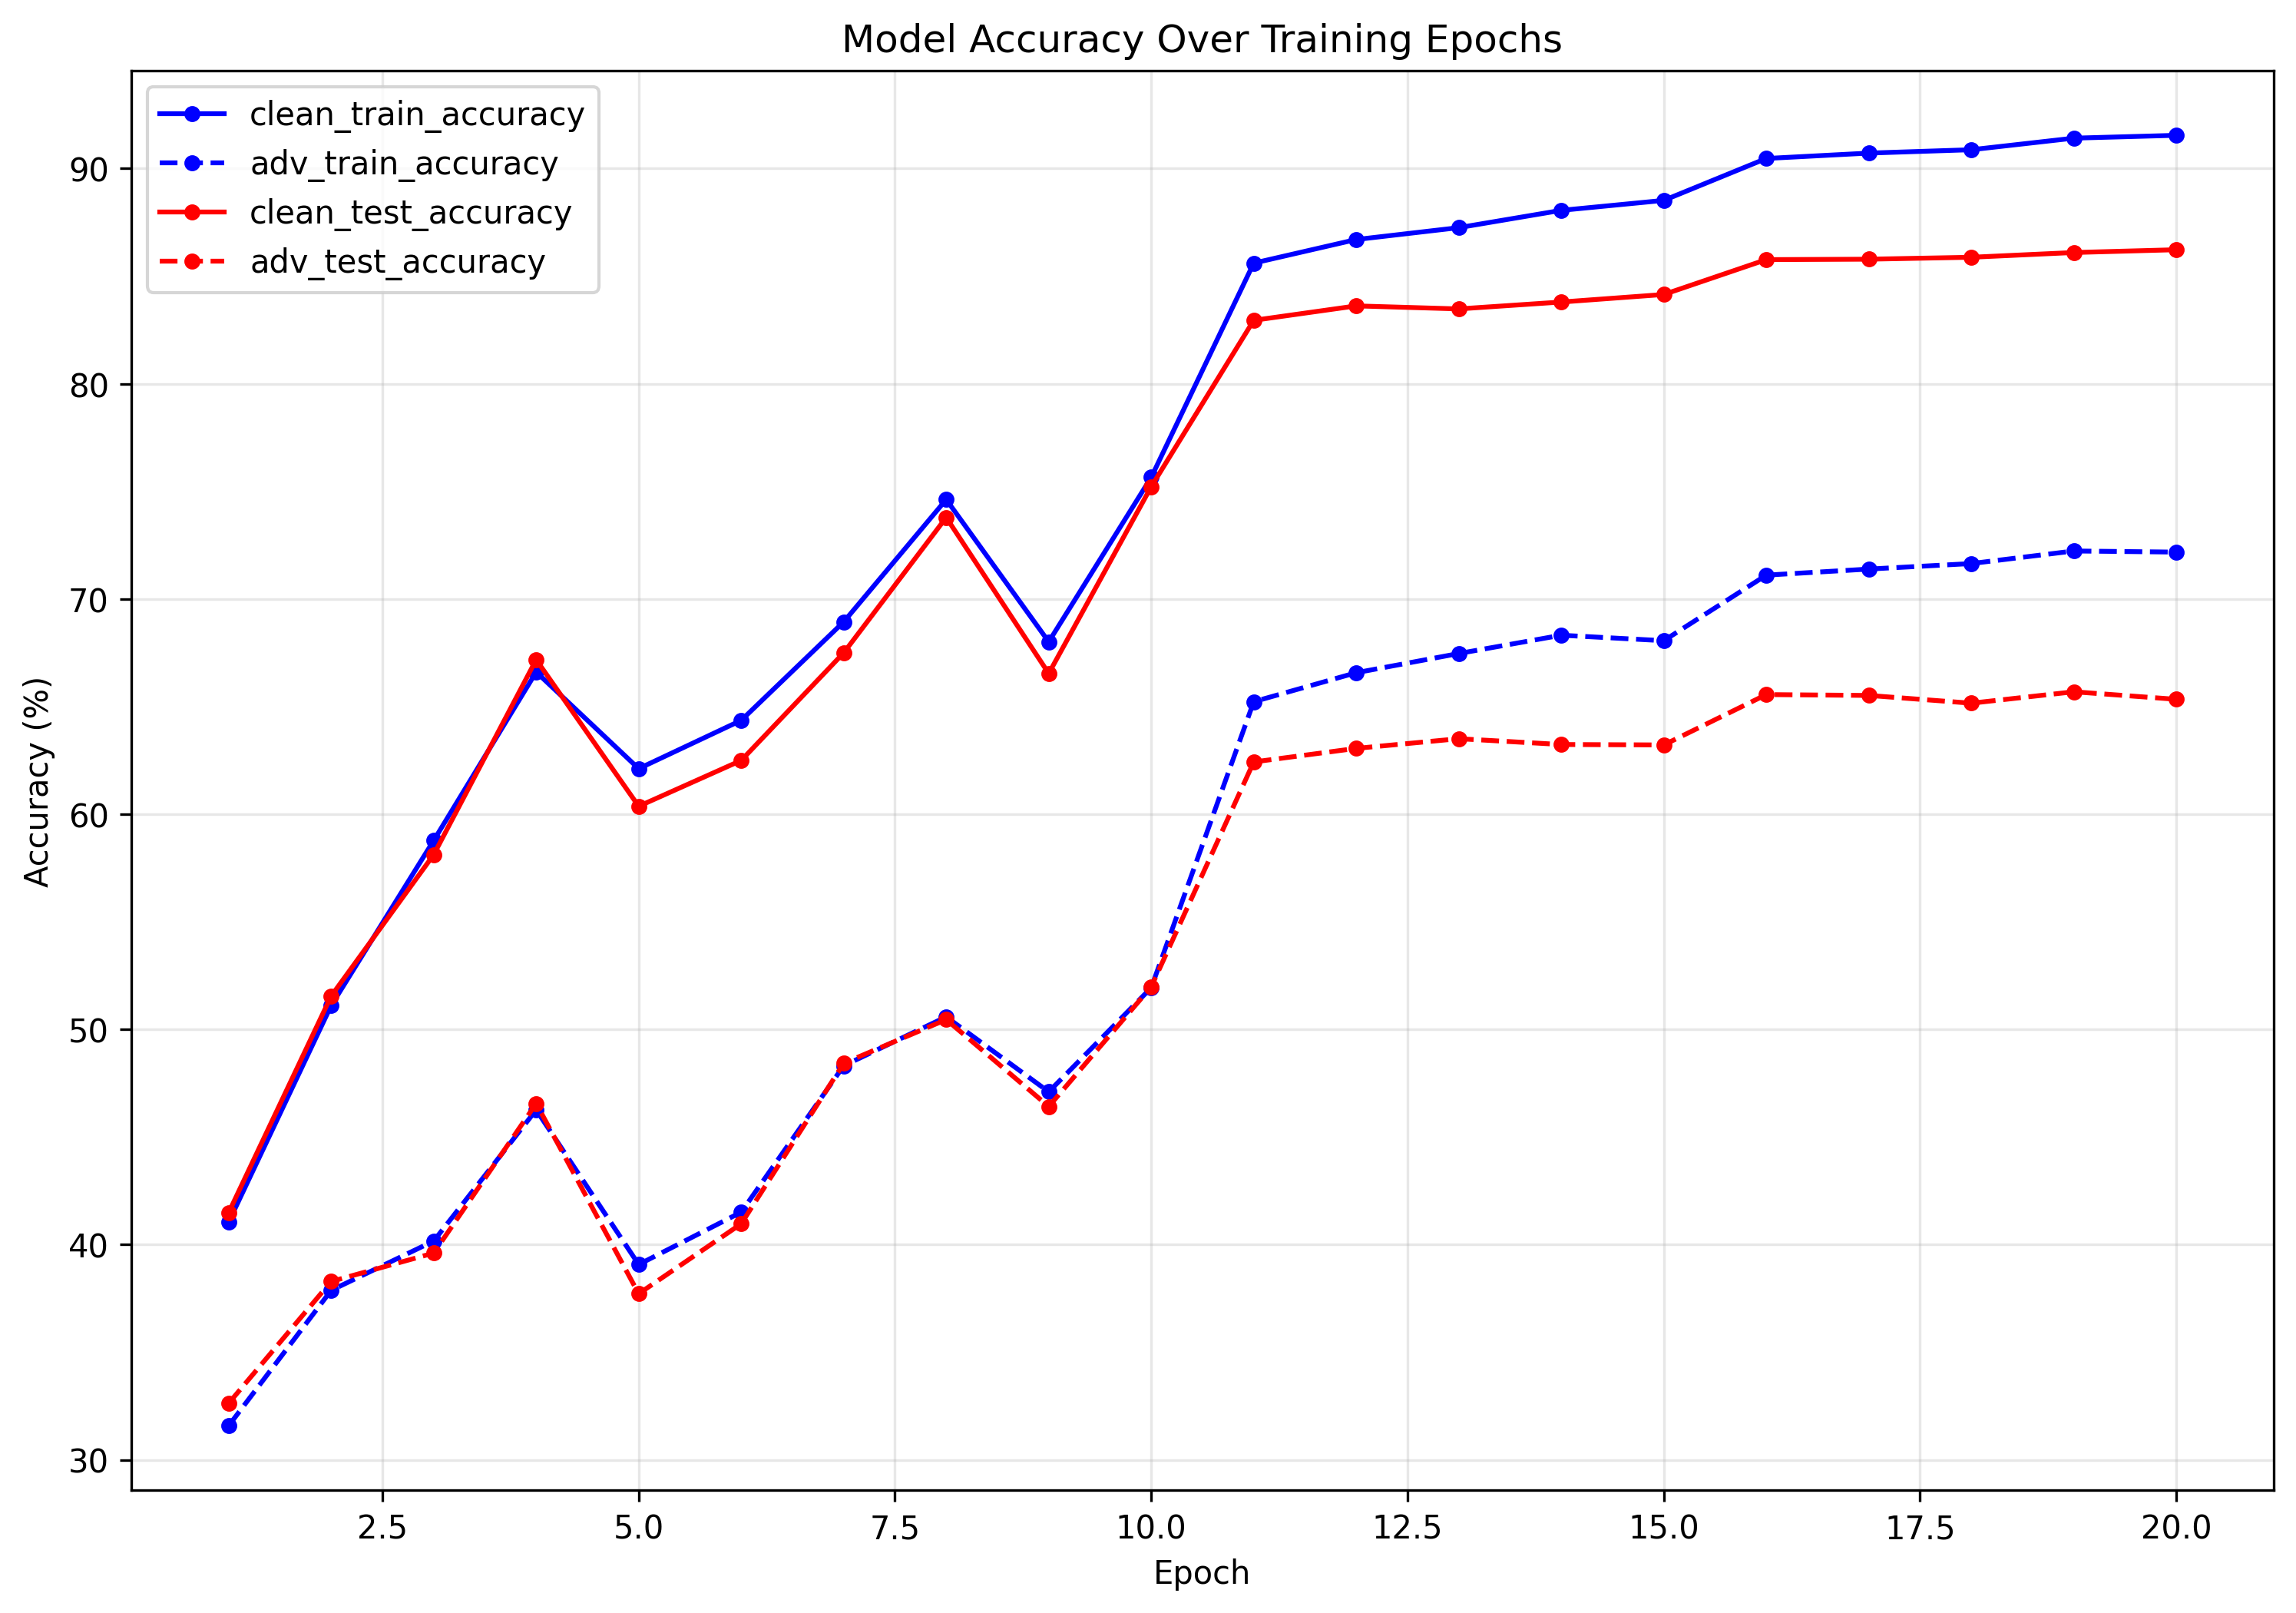 Model Accuracy Over Training Epochs
clean_train_accuracy
adv_train_accuracy
clean_test_accuracy
adv_test_accuracy
Accuracy (%)
90
80
70
60
50
40
30
2.5 5.0 7.5 10.0 12.5 15.0 17.5 20.0
Epoch